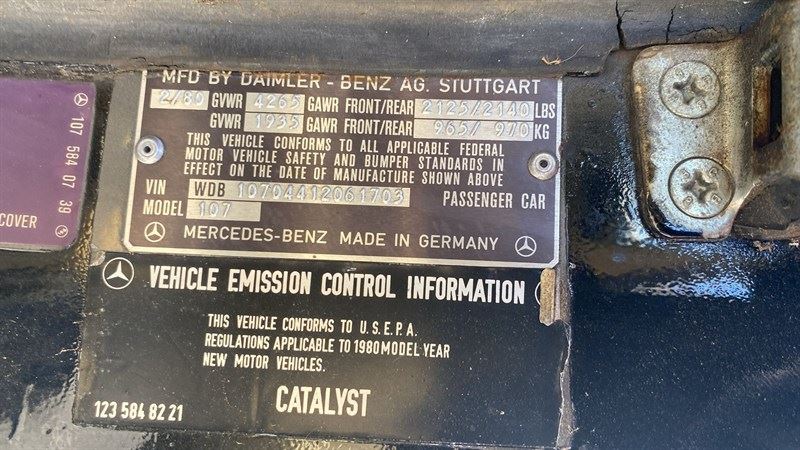 MFD BY DAIMLER - BENZ AG. STUTTGART
2/80 GVWR 4265 GAWR FRONT/REAR 2125/2140 LBS
GVWR 1935 GAWR FRONT/REAR 965/ 970 KG
THIS VEHICLE CONFORMS TO ALL APPLICABLE FEDERAL
MOTOR VEHICLE SAFETY AND BUMPER STANDARDS IN
EFFECT ON THE DATE OF MANUFACTURE SHOWN ABOVE
VIN WDB 10704412061703 PASSENGER CAR
MODEL 107
MERCEDES-BENZ MADE IN GERMANY
VEHICLE EMISSION CONTROL INFORMATION
THIS VEHICLE CONFORMS TO U.S.E.P.A.
REGULATIONS APPLICABLE TO 1980 MODEL YEAR
NEW MOTOR VEHICLES.
CATALYST
123 584 82 21
107 584 07 39
COVER